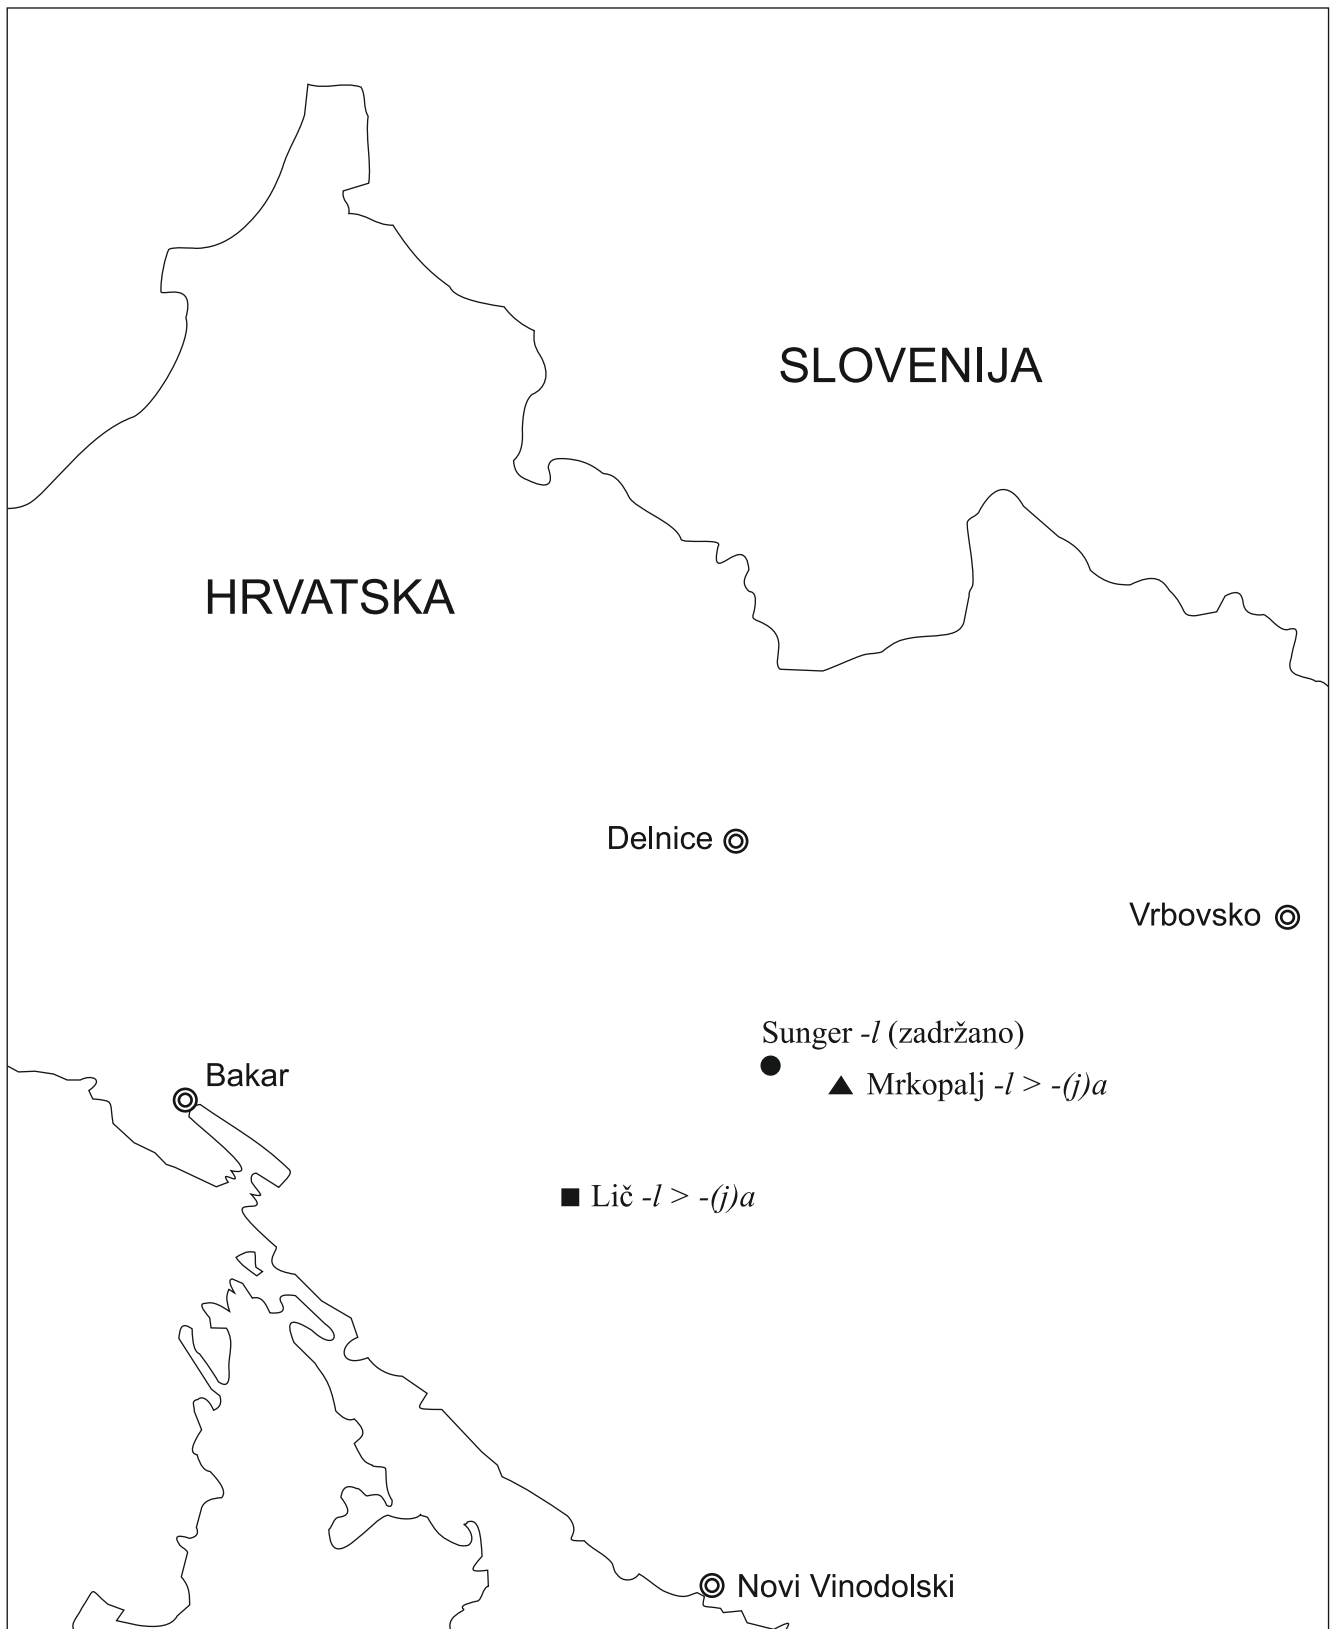 SLOVENIJA
HRVATSKA
Delnice
Vrbovsko
Sunger -l (zadržano)
Bakar
Mrkopalj -l > -(j)a
Lič -l > -(j)a
Novi Vinodolski